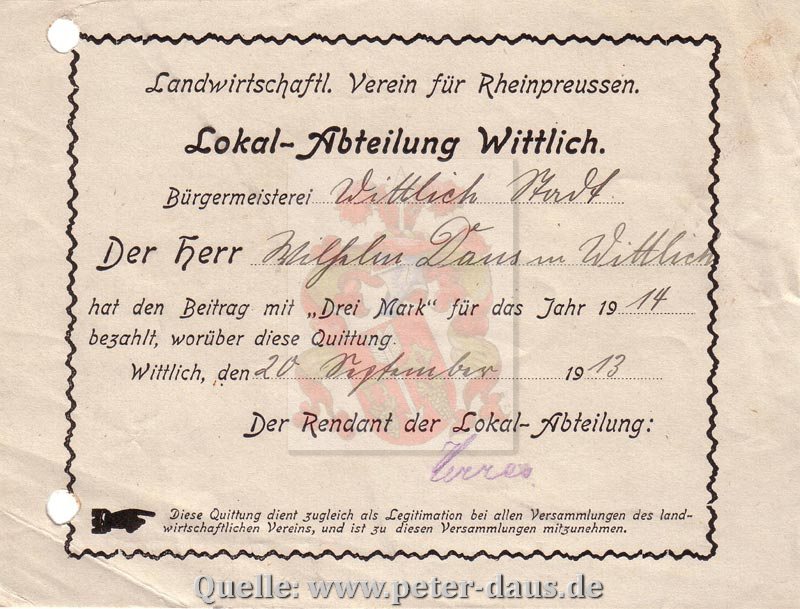 Landwirtschaftl. Verein für Rheinpreussen.
Lokal-Abteilung Wittlich.
Bürgermeisterei Wittlich Stadt
Der Herr Wilhelm Daus in Wittlich
hat den Beitrag mit „Drei Mark“ für das Jahr 1914
bezahlt, worüber diese Quittung.
Wittlich, den 20 September 1913
Der Rendant der Lokal-Abteilung:
Diese Quittung dient zugleich als Legitimation bei allen Versammlungen des land-
wirtschaftlichen Vereins, und ist zu diesen Versammlungen mitzunehmen.
Quelle: www.peter-daus.de